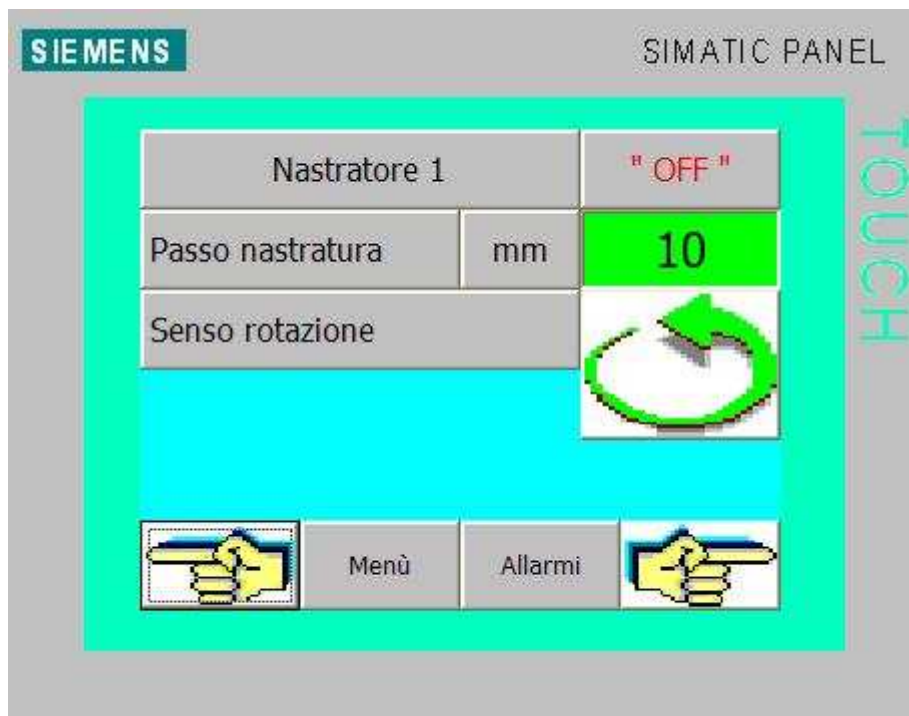 SIEMENS
SIMATIC PANEL
TOUCH
Nastratore 1
" OFF "
Passo nastratura
mm
10
Senso rotazione
Menù
Allarmi